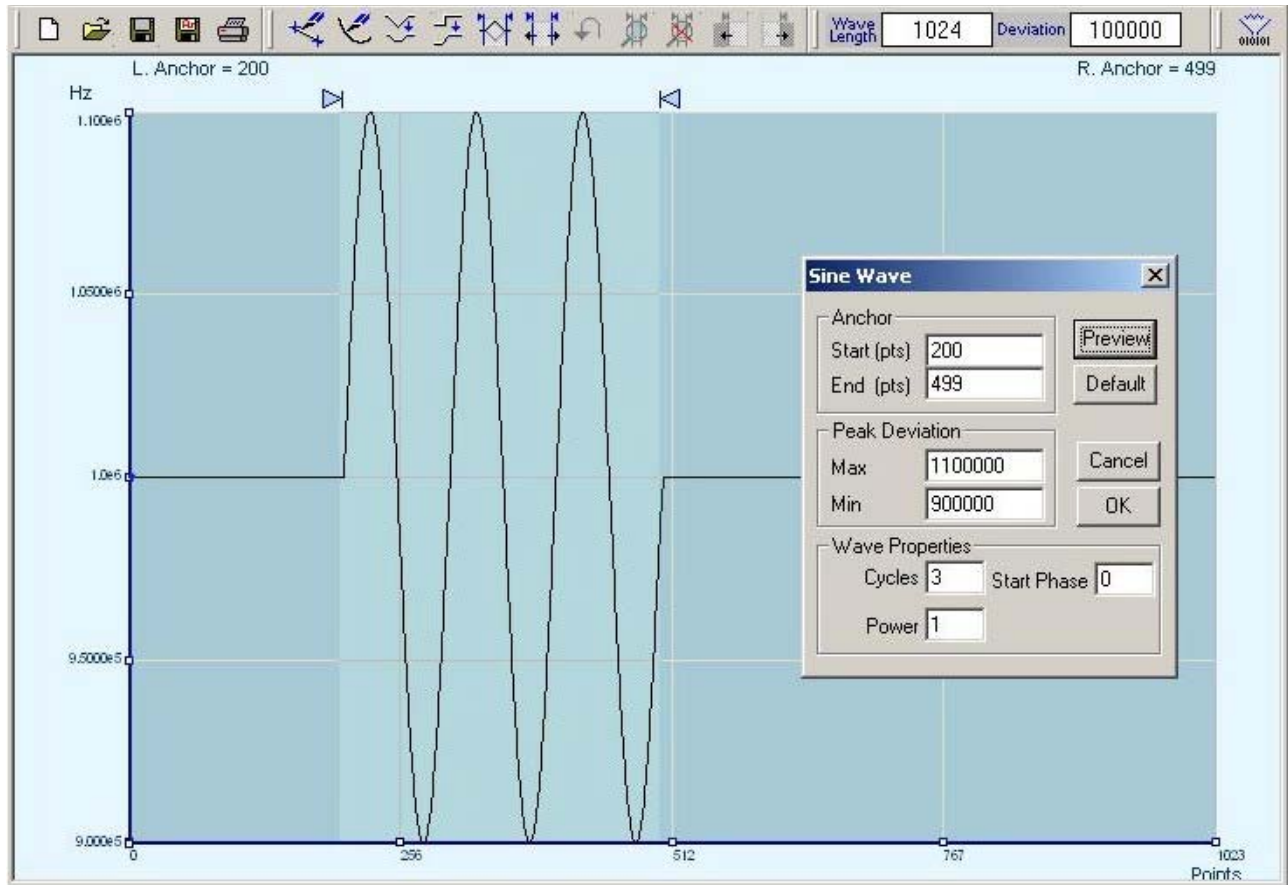 Wave Length 1024 Deviation 100000
010101
L. Anchor = 200
R. Anchor = 499
Hz
1.100e6
1.0500e6
1.0e6
9.5000e5
9.000e5
0
256
512
767
1023
Points
Sine Wave
Anchor
Start (pts) 200
End (pts) 499
Preview
Default
Peak Deviation
Max 1100000
Min 900000
Cancel
OK
Wave Properties
Cycles 3 Start Phase 0
Power 1